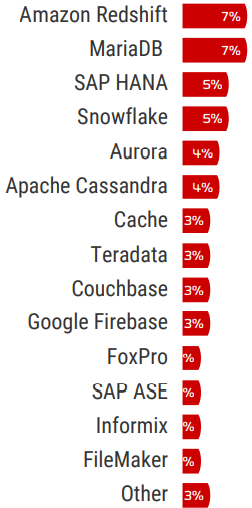 Amazon Redshift 7%
MariaDB 7%
SAP HANA 5%
Snowflake 5%
Aurora 4%
Apache Cassandra 4%
Cache 3%
Teradata 3%
Couchbase 3%
Google Firebase 3%
FoxPro %
SAP ASE %
Informix %
FileMaker %
Other 3%